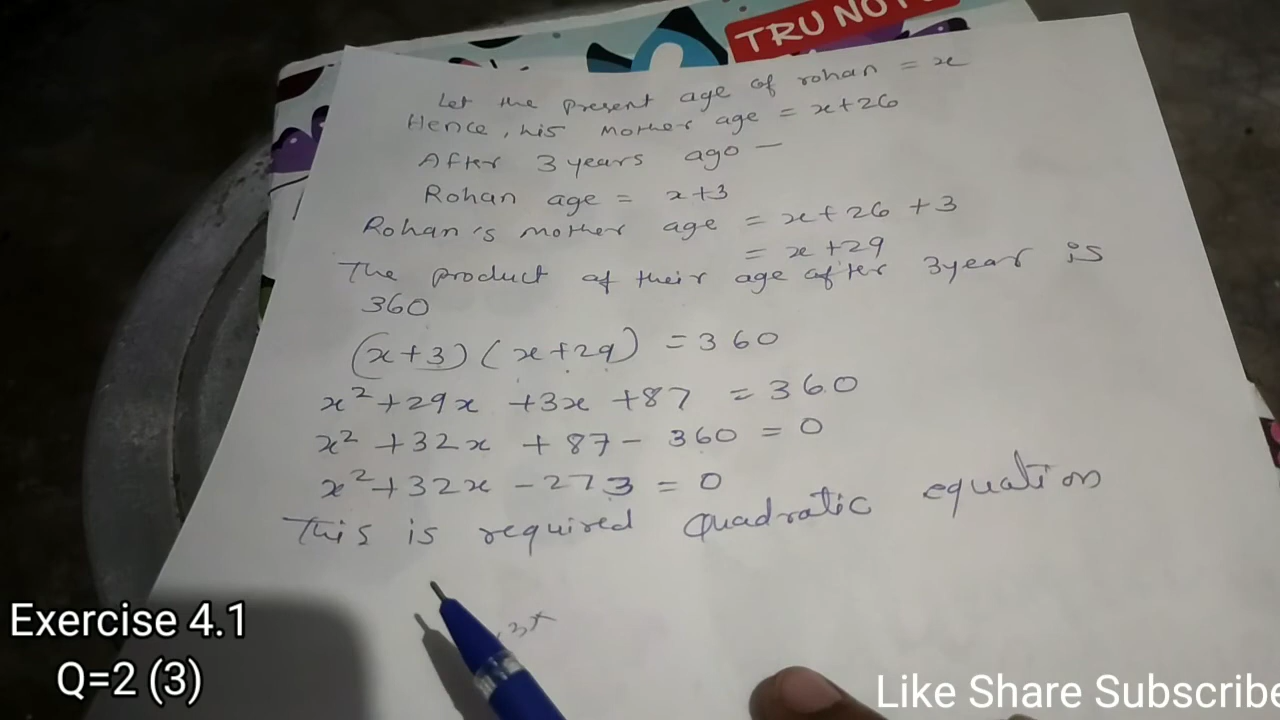 TRU NOT
Let the present age of rohan = x
Hence, his mother age = x+26
After 3 years ago —
Rohan age = x+3
Rohan's mother age = x+26 +3
= x+29
The product of their age after 3year is
360
(x+3) (x+29) = 360
x²+29x +3x +87 = 360
x² +32x +87- 360 = 0
x²+32x -273 = 0
This is required quadratic equation
Exercise 4.1
Q=2 (3)
Like Share Subscribe